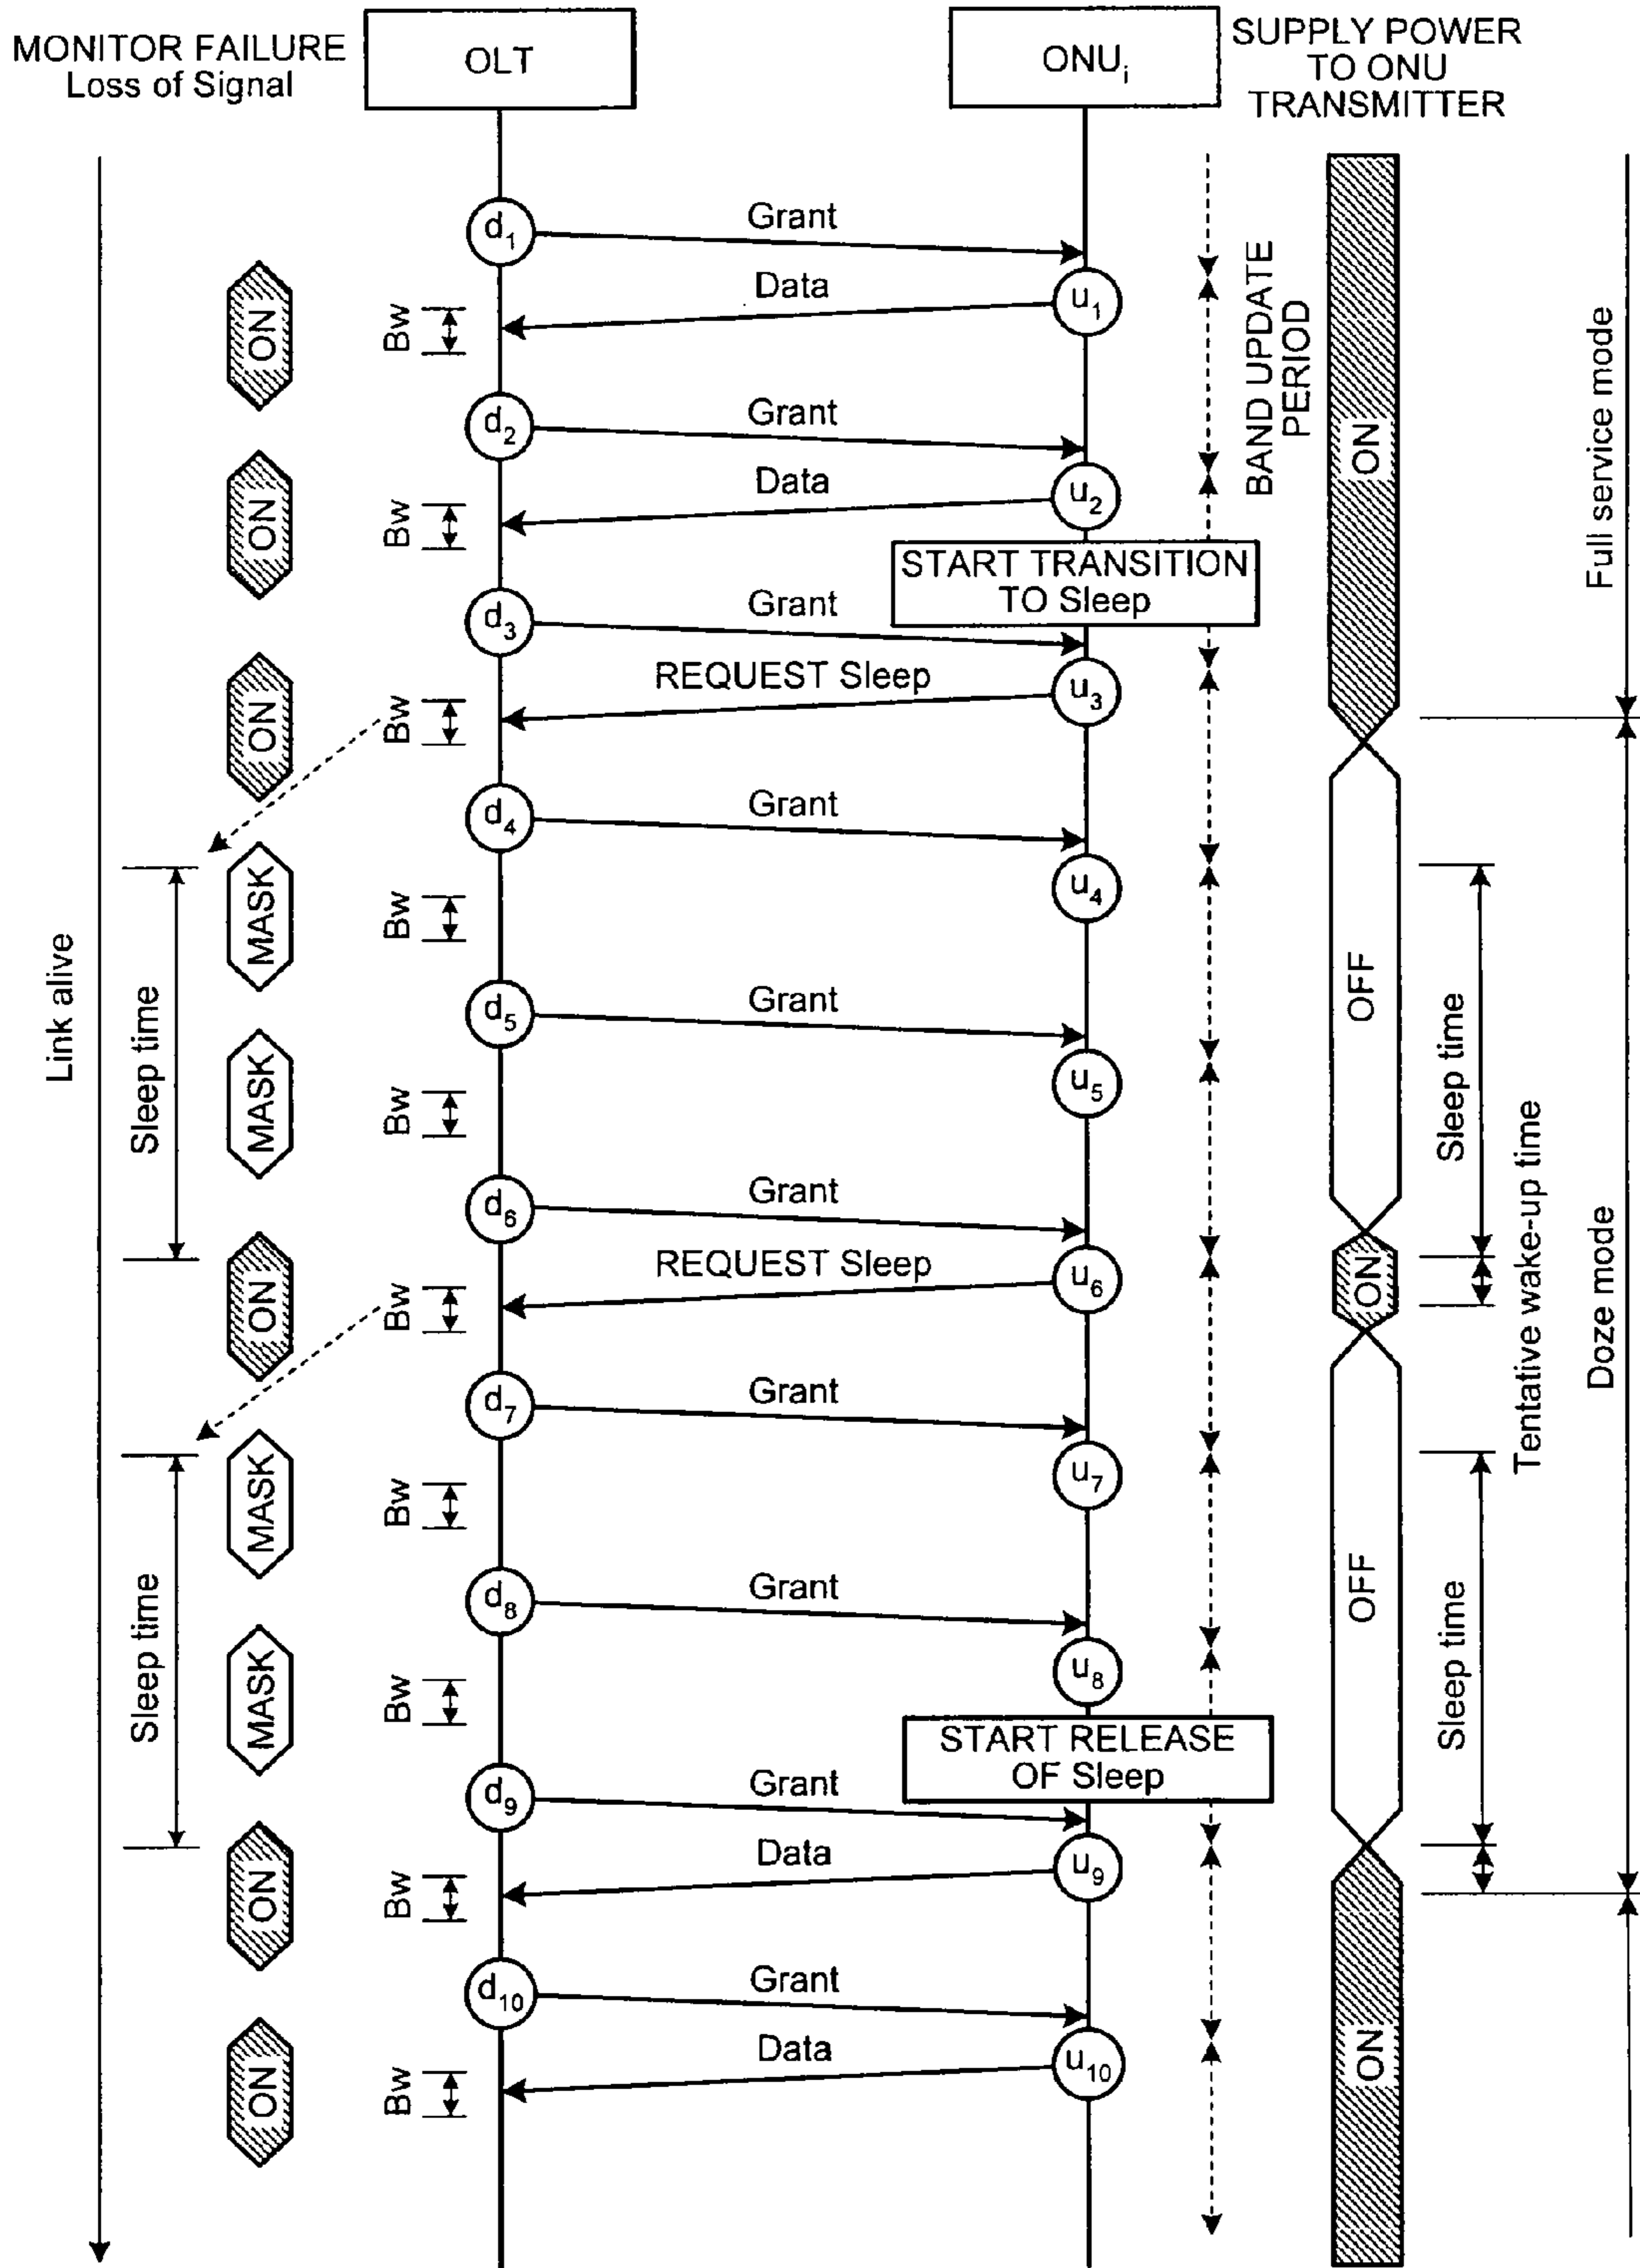 MONITOR FAILURE
Loss of Signal
OLT
ONUi
SUPPLY POWER
TO ONU
TRANSMITTER
d1
Grant
ON
Bw
Data
u1
BAND UPDATE
PERIOD
d2
Grant
ON
Bw
Data
u2
ON
Full service mode
START TRANSITION
TO Sleep
d3
Grant
ON
Bw
REQUEST Sleep
u3
d4
Grant
MASK
Bw
u4
Link alive
Sleep time
OFF
Sleep time
d5
Grant
MASK
Bw
u5
d6
Grant
ON
Bw
REQUEST Sleep
u6
ON
Tentative wake-up time
Doze mode
d7
Grant
MASK
Bw
u7
Sleep time
OFF
Sleep time
d8
Grant
MASK
Bw
u8
START RELEASE
OF Sleep
d9
Grant
ON
Bw
Data
u9
d10
Grant
ON
Bw
Data
u10
ON